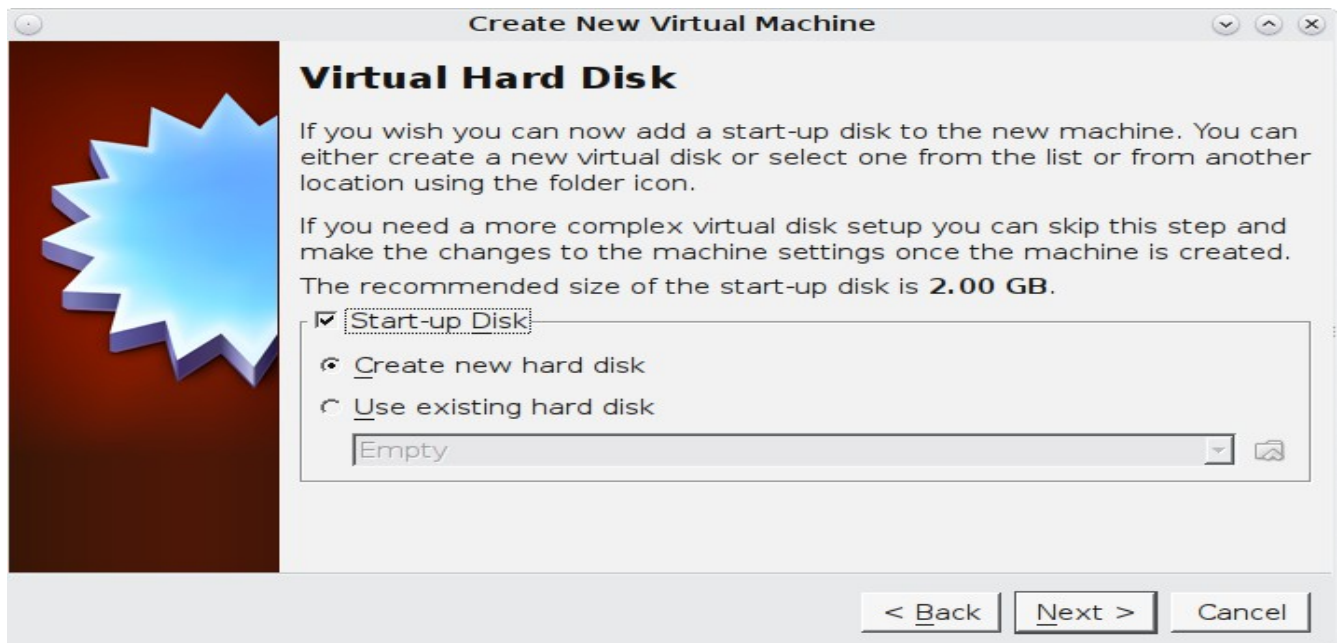 Create New Virtual Machine
Virtual Hard Disk
If you wish you can now add a start-up disk to the new machine. You can
either create a new virtual disk or select one from the list or from another
location using the folder icon.
If you need a more complex virtual disk setup you can skip this step and
make the changes to the machine settings once the machine is created.
The recommended size of the start-up disk is 2.00 GB.
Start-up Disk
Create new hard disk
Use existing hard disk
Empty
< Back Next > Cancel